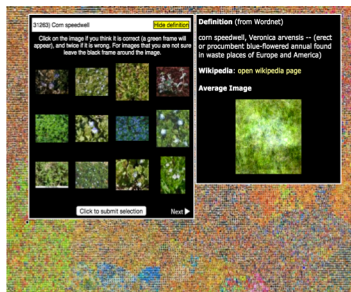 31263) Corn speedwell
Hide definition
Click on the image if you think it is correct (a green frame will
appear), and twice if it is wrong. For images that you are not sure
leave the black frame around the image.
Click to submit selection
Next
Definition (from Wordnet)
corn speedwell, Veronica arvensis -- (erect
or procumbent blue-flowered annual found
in waste places of Europe and America)
Wikipedia: open wikipedia page
Average Image